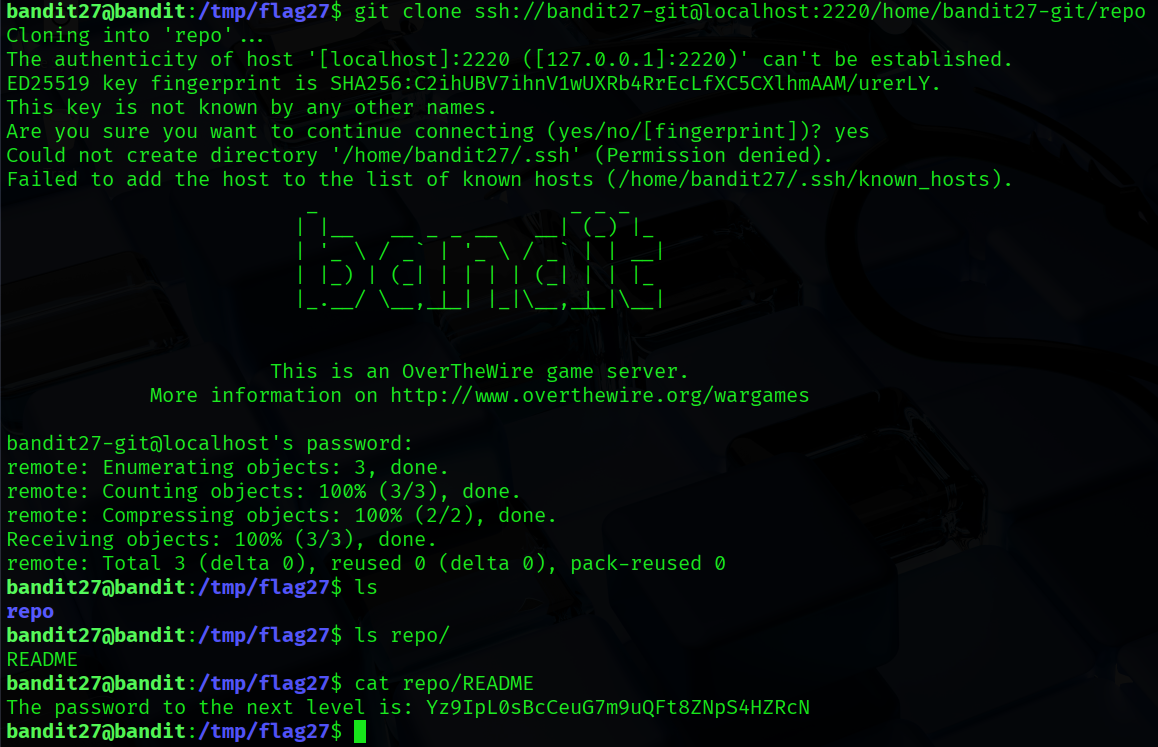 bandit27@bandit:/tmp/flag27$ git clone ssh://bandit27-git@localhost:2220/home/bandit27-git/repo
Cloning into 'repo'...
The authenticity of host '[localhost]:2220 ([127.0.0.1]:2220)' can't be established.
ED25519 key fingerprint is SHA256:C2ihUBV7ihnV1wUXRb4RrEcLfXC5CXlhmAAM/urerLY.
This key is not known by any other names.
Are you sure you want to continue connecting (yes/no/[fingerprint])? yes
Could not create directory '/home/bandit27/.ssh' (Permission denied).
Failed to add the host to the list of known hosts (/home/bandit27/.ssh/known_hosts).
bandit
This is an OverTheWire game server.
More information on http://www.overthewire.org/wargames
bandit27-git@localhost's password:
remote: Enumerating objects: 3, done.
remote: Counting objects: 100% (3/3), done.
remote: Compressing objects: 100% (2/2), done.
Receiving objects: 100% (3/3), done.
remote: Total 3 (delta 0), reused 0 (delta 0), pack-reused 0
bandit27@bandit:/tmp/flag27$ ls
repo
bandit27@bandit:/tmp/flag27$ ls repo/
README
bandit27@bandit:/tmp/flag27$ cat repo/README
The password to the next level is: Yz9IpL0sBcCeuG7m9uQFt8ZNpS4HZRcN
bandit27@bandit:/tmp/flag27$